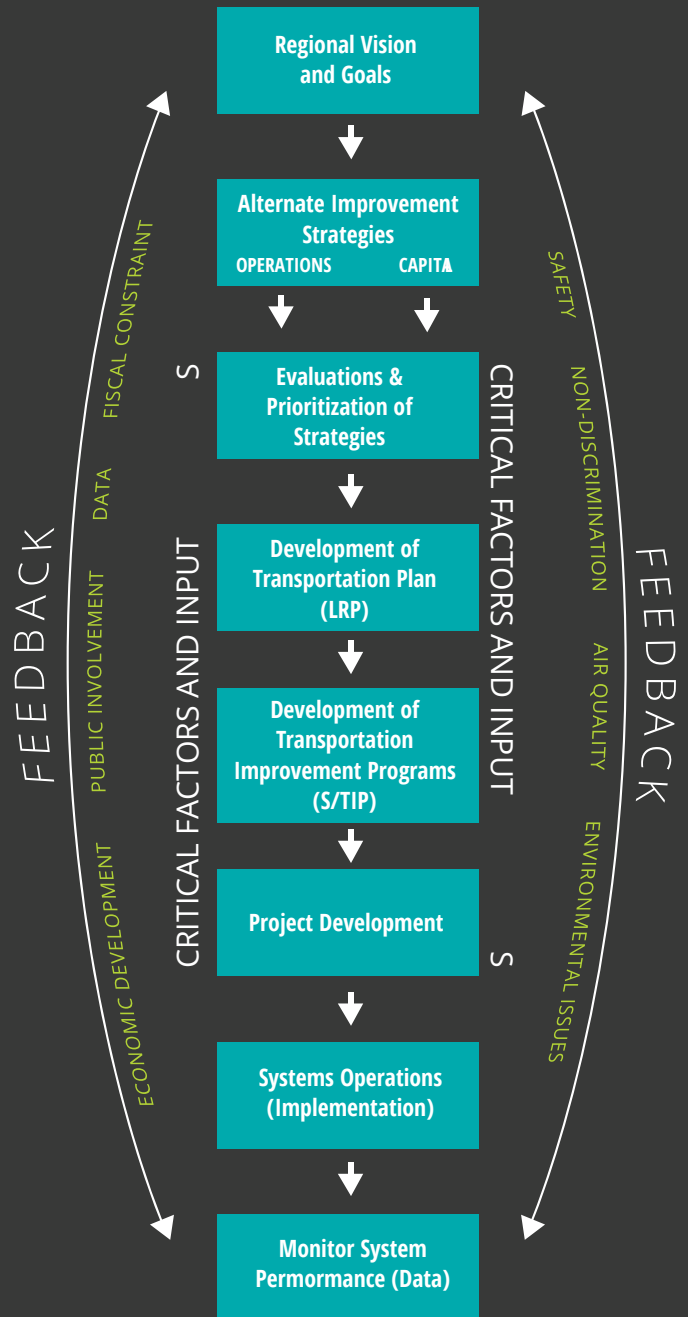 Regional Vision
and Goals
Alternate Improvement
Strategies
OPERATIONS CAPITAL
Evaluations &
Prioritization of
Strategies
Development of
Transportation Plan
(LRP)
Development of
Transportation
Improvement Programs
(S/TIP)
Project Development
Systems Operations
(Implementation)
Monitor System
Permormance (Data)
FEEDBACK
FISCAL CONSTRAINT
DATA
PUBLIC INVOLVEMENT
ECONOMIC DEVELOPMENT
CRITICAL FACTORS AND INPUT
S
CRITICAL FACTORS AND INPUT
S
SAFETY
NON-DISCRIMINATION
AIR QUALITY
ENVIRONMENTAL ISSUES
FEEDBACK